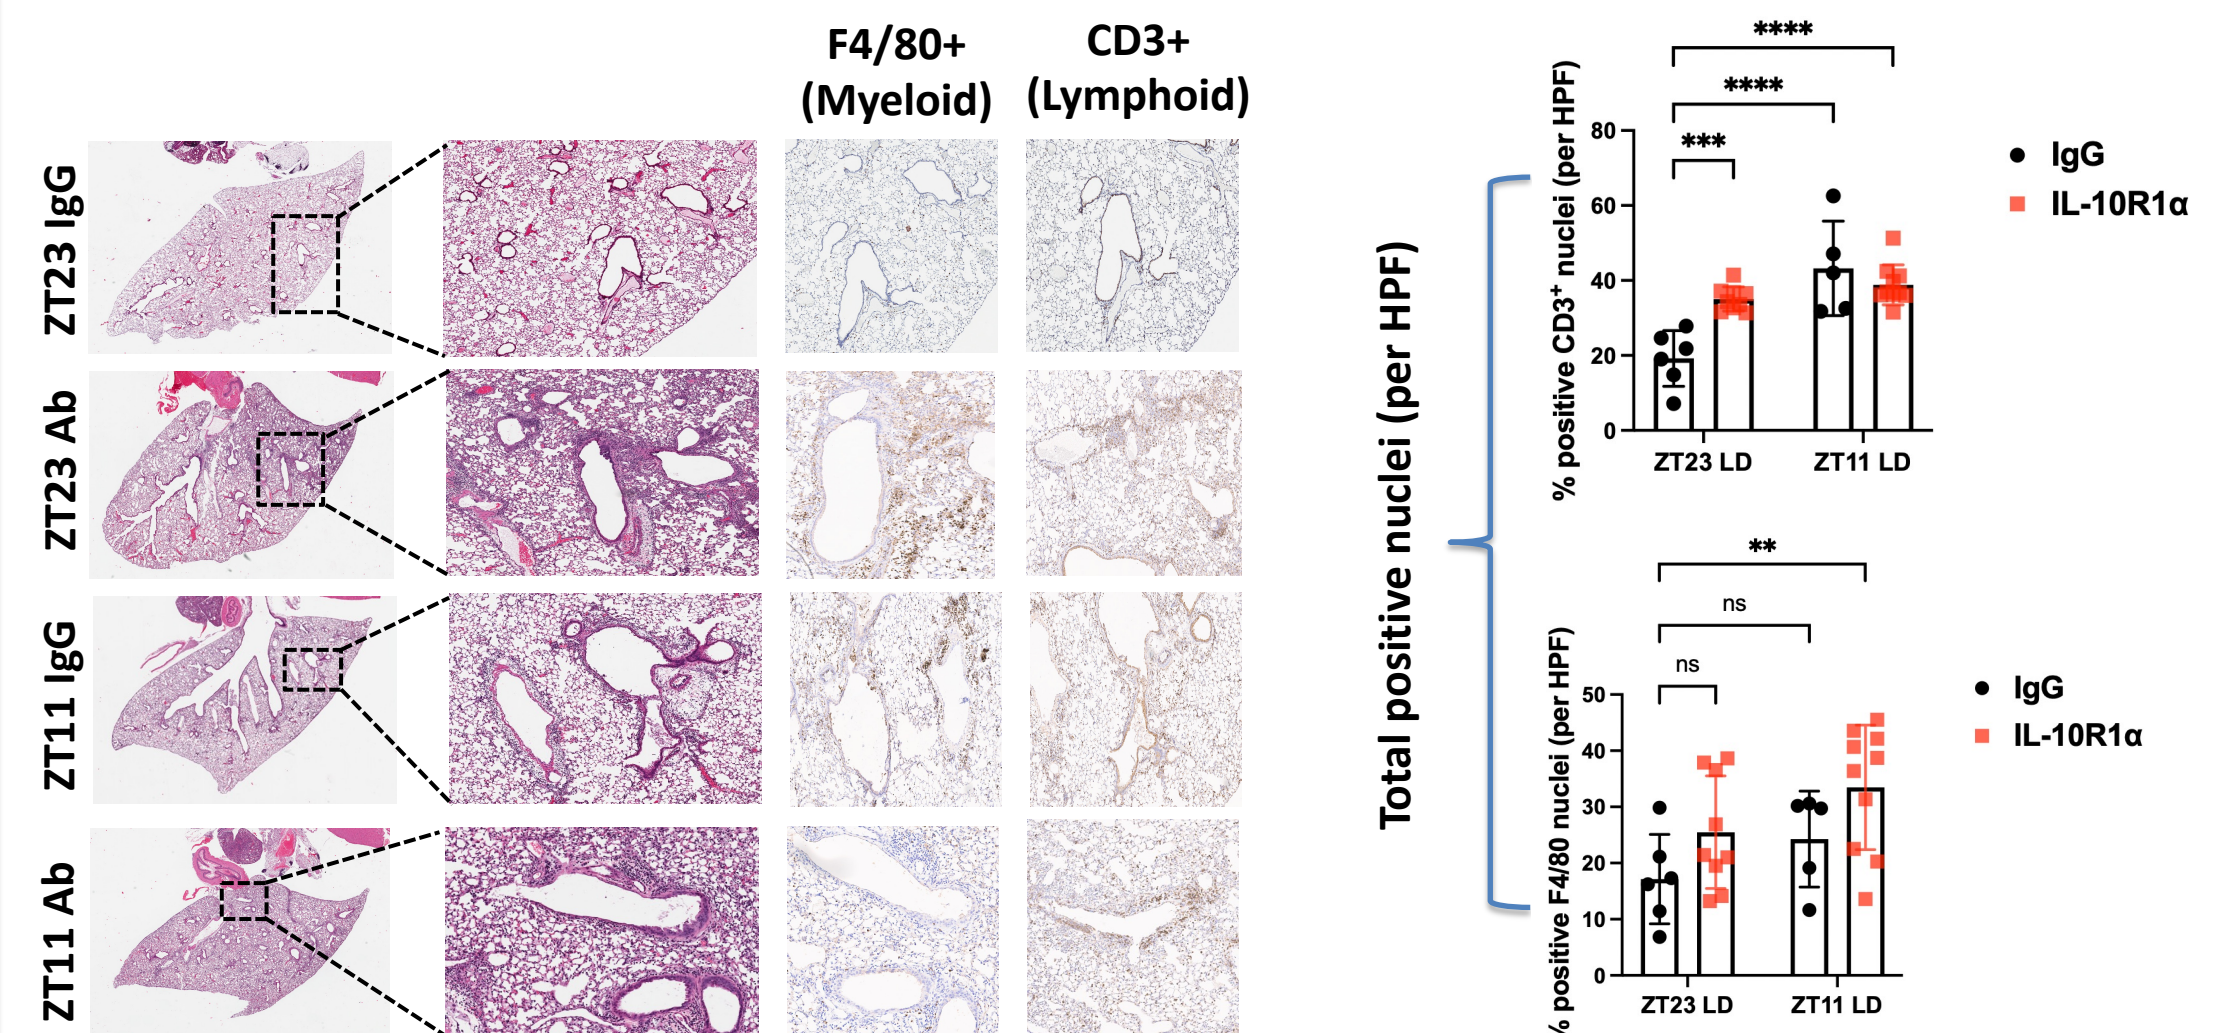 F4/80+
(Myeloid)
CD3+
(Lymphoid)
ZT23 IgG
ZT23 Ab
ZT11 IgG
ZT11 Ab
Total positive nuclei (per HPF)
% positive CD3⁺ nuclei (per HPF)
****
****
***
80
60
40
20
0
ZT23 LD
ZT11 LD
IgG
IL-10R1α
% positive F4/80 nuclei (per HPF)
**
ns
ns
50
40
30
20
10
0
ZT23 LD
ZT11 LD
IgG
IL-10R1α